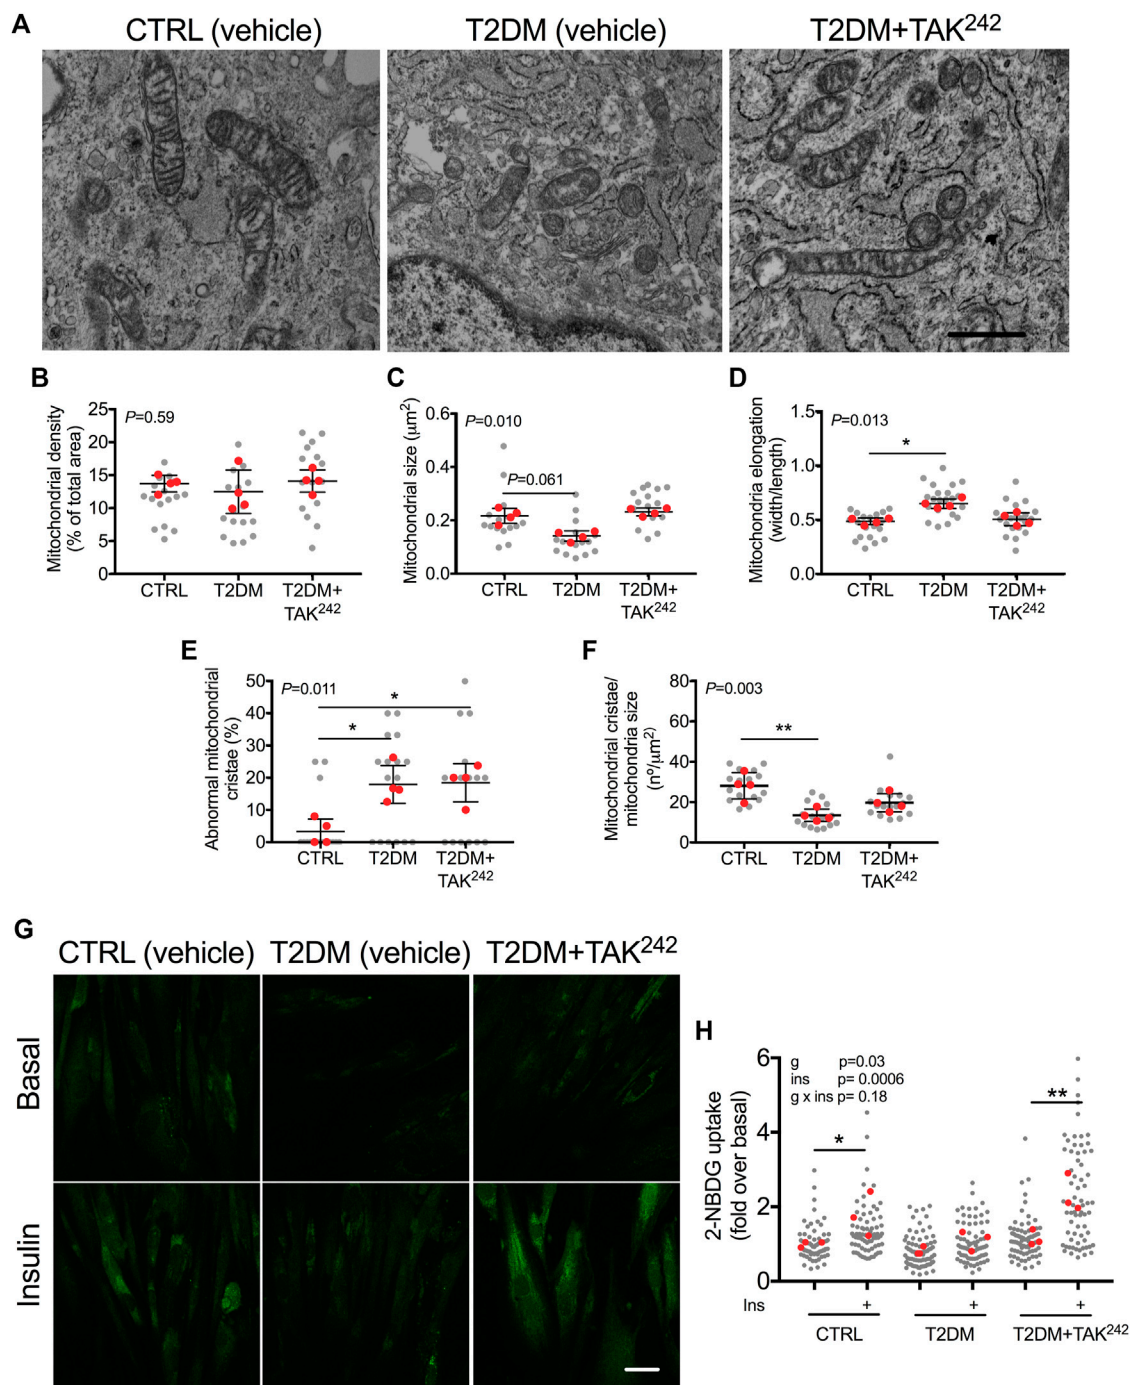 A
CTRL (vehicle) T2DM (vehicle) T2DM+TAK²⁴²
B
Mitochondrial density
(% of total area)
P=0.59
25
20
15
10
5
0
CTRL T2DM T2DM+
TAK²⁴²
C
Mitochondrial size (μm²)
P=0.010
P=0.061
0.6
0.4
0.2
0.0
CTRL T2DM T2DM+
TAK²⁴²
D
Mitochondria elongation
(width/length)
P=0.013
*
1.5
1.0
0.5
0.0
CTRL T2DM T2DM+
TAK²⁴²
E
Abnormal mitochondrial
cristae (%)
P=0.011
*
*
50
40
30
20
10
0
CTRL T2DM T2DM+
TAK²⁴²
F
Mitochondrial cristae/
mitochondria size
(nº/μm²)
P=0.003
**
80
60
40
20
0
CTRL T2DM T2DM+
TAK²⁴²
G
CTRL (vehicle) T2DM (vehicle) T2DM+TAK²⁴²
Basal
Insulin
H
2-NBDG uptake
(fold over basal)
g p=0.03
ins p= 0.0006
g x ins p= 0.18
*
**
6
4
2
0
Ins + + +
CTRL T2DM T2DM+TAK²⁴²